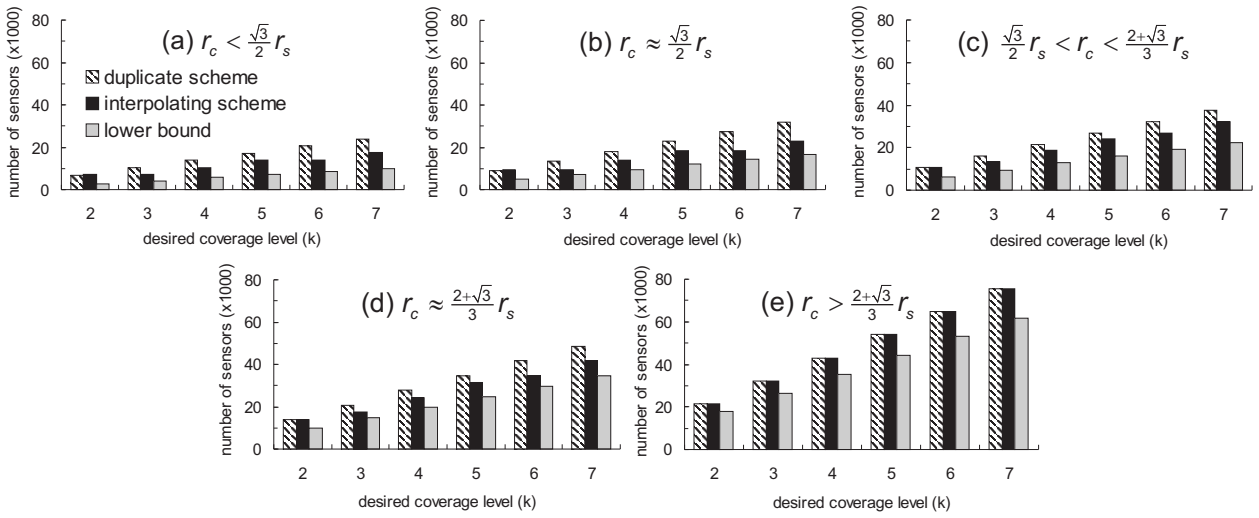 (a) r_c < √3/2 r_s
number of sensors (x1000)
80
60
40
20
0
duplicate scheme
interpolating scheme
lower bound
2 3 4 5 6 7
desired coverage level (k)
(b) r_c ≈ √3/2 r_s
number of sensors (x1000)
80
60
40
20
0
2 3 4 5 6 7
desired coverage level (k)
(c) √3/2 r_s < r_c < 2+√3/3 r_s
number of sensors (x1000)
80
60
40
20
0
2 3 4 5 6 7
desired coverage level (k)
(d) r_c ≈ 2+√3/3 r_s
number of sensors (x1000)
80
60
40
20
0
2 3 4 5 6 7
desired coverage level (k)
(e) r_c > 2+√3/3 r_s
number of sensors (x1000)
80
60
40
20
0
2 3 4 5 6 7
desired coverage level (k)